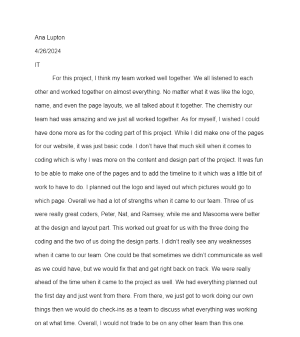 Ana Lupton
4/26/2024
IT
For this project, I think my team worked well together. We all listened to each
other and worked together on almost everything. No matter what it was like the logo,
name, and even the page layouts, we all talked about it together. The chemistry our
team had was amazing and we just all worked together. As for myself, I wished I could
have done more as for the coding part of this project. While I did make one of the pages
for our website, it was just basic code. I don't have that much skill when it comes to
coding which is why I was more on the content and design part of the project. It was fun
to be able to make one of the pages and to add the timeline to it which was a little bit of
work to have to do. I planned out the logo and layed out which pictures would go to
which page. Overall we had a lot of strengths when it came to our team. Three of us
were really great coders, Peter, Nat, and Ramsey, while me and Masooma were better
at the design and layout part. This worked out great for us with the three doing the
coding and the two of us doing the design parts. I didn't really see any weaknesses
when it came to our team. One could be that sometimes we didn't communicate as well
as we could have, but we would fix that and get right back on track. We were really
ahead of the time when it came to the project as well. We had everything planned out
the first day and just went from there. From there, we just got to work doing our own
things then we would do check-ins as a team to discuss what everything was working
on at what time. Overall, I would not trade to be on any other team than this one.